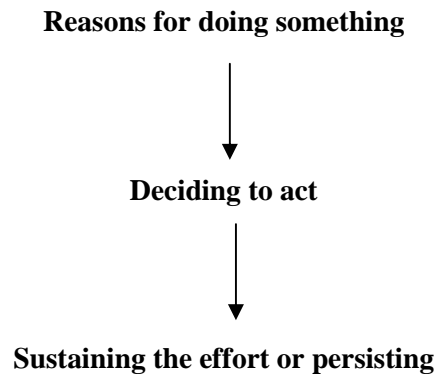 Reasons for doing something
Deciding to act
Sustaining the effort or persisting